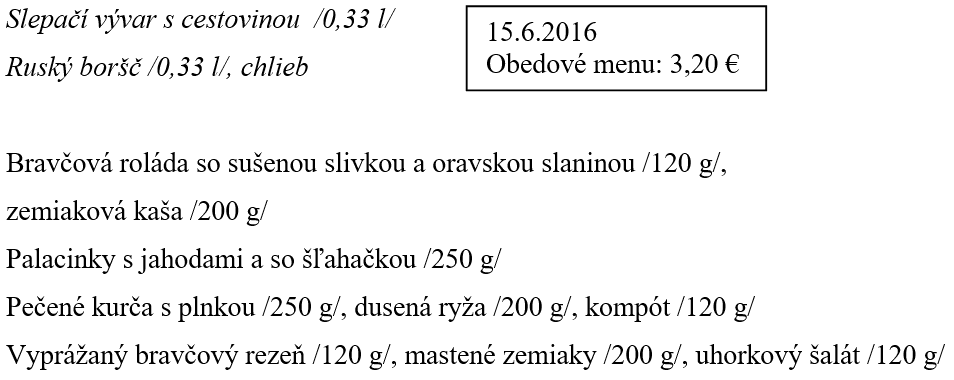 Slepačí vývar s cestovinou /0,33 l/
Ruský boršč /0,33 l/, chlieb
15.6.2016
Obedové menu: 3,20 €
Bravčová roláda so sušenou slivkou a oravskou slaninou /120 g/,
zemiaková kaša /200 g/
Palacinky s jahodami a so šľahačkou /250 g/
Pečené kurča s plnkou /250 g/, dusená ryža /200 g/, kompót /120 g/
Vyprážaný bravčový rezeň /120 g/, mastené zemiaky /200 g/, uhorkový šalát /120 g/